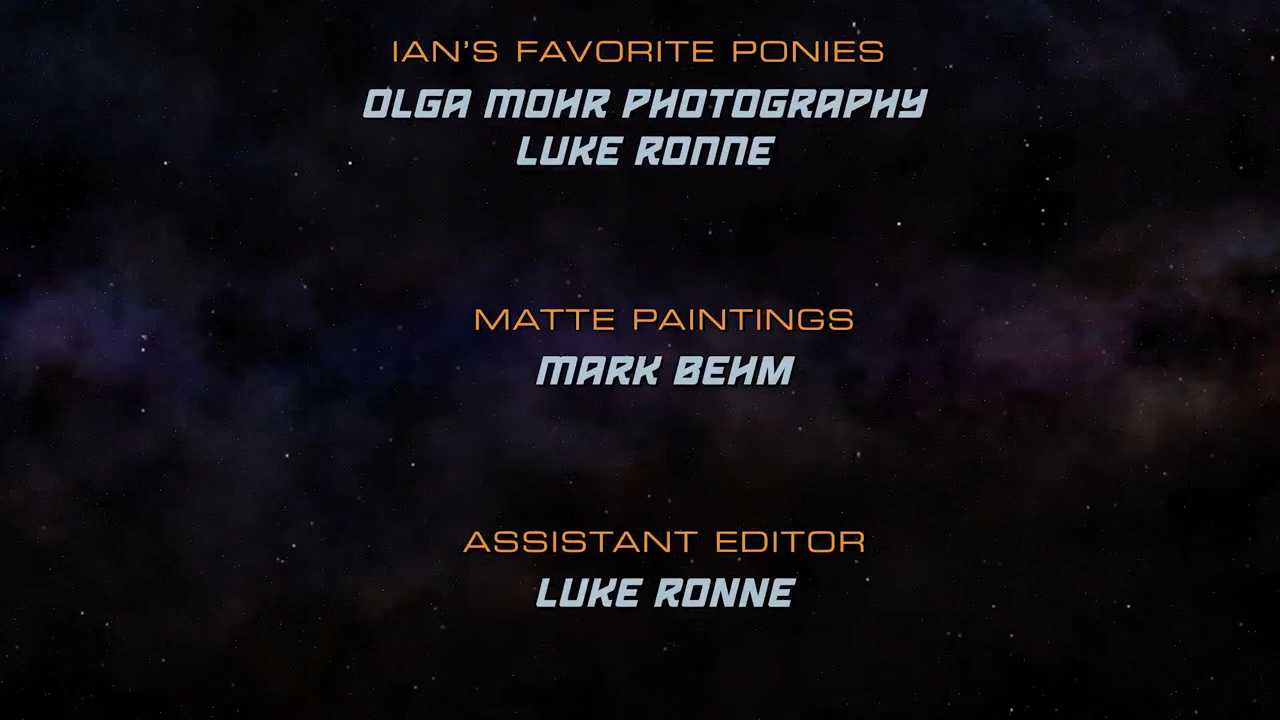 IAN'S FAVORITE PONIES
OLGA MOHR PHOTOGRAPHY
LUKE RONNE
MATTE PAINTINGS
MARK BEHM
ASSISTANT EDITOR
LUKE RONNE